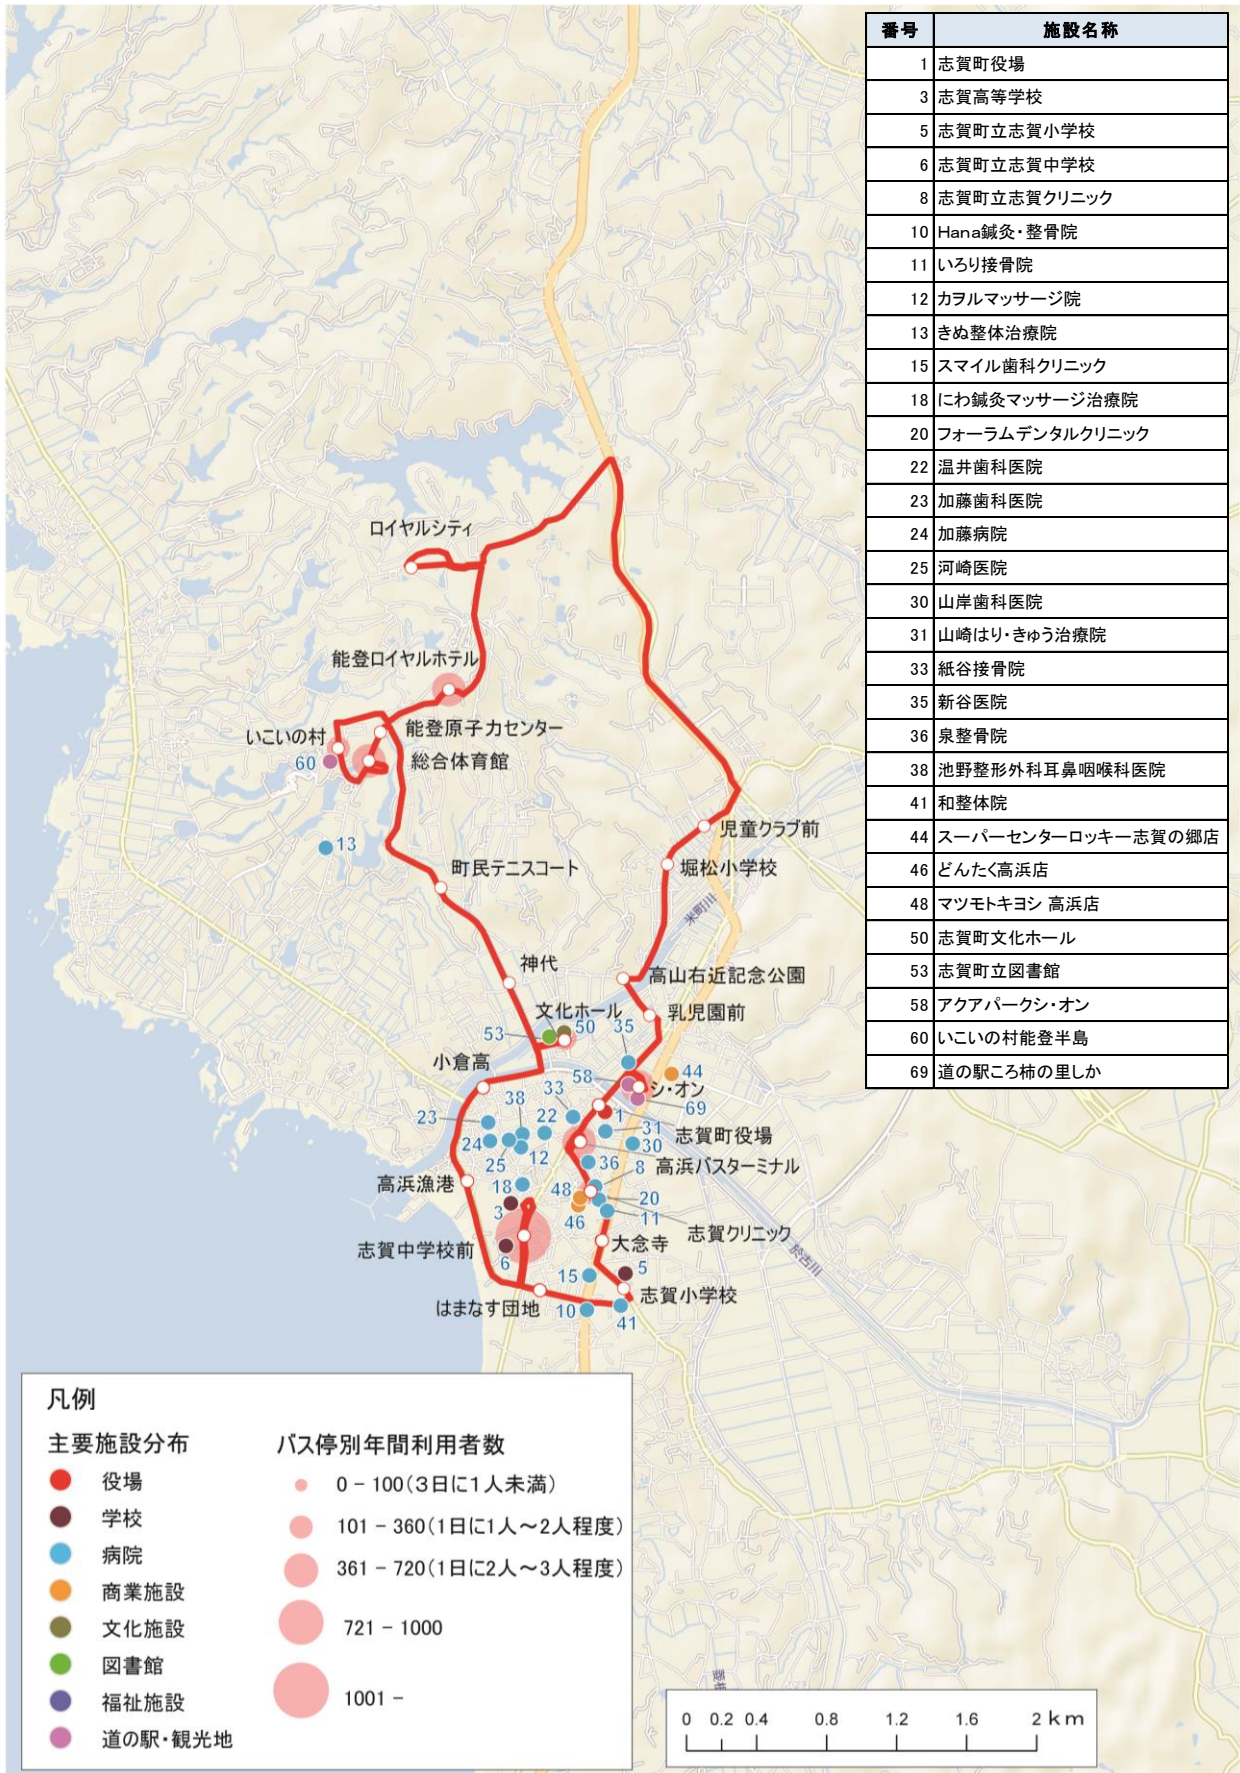 番号 施設名称
1 志賀町役場
3 志賀高等学校
5 志賀町立志賀小学校
6 志賀町立志賀中学校
8 志賀町立志賀クリニック
10 Hana鍼灸・整骨院
11 いろり接骨院
12 カヲルマッサージ院
13 きぬ整体治療院
15 スマイル歯科クリニック
18 にわ鍼灸マッサージ治療院
20 フォーラムデンタルクリニック
22 温井歯科医院
23 加藤歯科医院
24 加藤病院
25 河崎医院
30 山岸歯科医院
31 山崎はり・きゅう治療院
33 紙谷接骨院
35 新谷医院
36 泉整骨院
38 池野整形外科耳鼻咽喉科医院
41 和整体院
44 スーパーセンターロッキー志賀の郷店
46 どんたく高浜店
48 マツモトキヨシ 高浜店
50 志賀町文化ホール
53 志賀町立図書館
58 アクアパークシ・オン
60 いこいの村能登半島
69 道の駅ころ柿の里しか
ロイヤルシティ
能登ロイヤルホテル
能登原子力センター
いこいの村
総合体育館
60
児童クラブ前
13
町民テニスコート
堀松小学校
米町川
神代
高山右近記念公園
文化ホール
乳児園前
53
50
35
小倉高
58
44
シ・オン
33
69
23
38
22
1
31
志賀町役場
24
30
25
12
36
8
高浜バスターミナル
高浜漁港
18
48
20
3
46
11
志賀クリニック
志賀中学校前
大念寺
於古川
6
15
5
はまなす団地
志賀小学校
10
41
凡例
主要施設分布
役場
学校
病院
商業施設
文化施設
図書館
福祉施設
道の駅・観光地
バス停別年間利用者数
0 - 100(3日に1人未満)
101 - 360(1日に1人～2人程度)
361 - 720(1日に2人～3人程度)
721 - 1000
1001 -
0 0.2 0.4 0.8 1.2 1.6 2 km